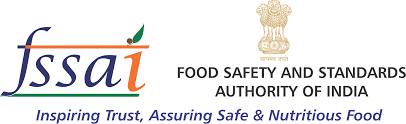 fssai
FOOD SAFETY AND STANDARDS
AUTHORITY OF INDIA
Inspiring Trust, Assuring Safe & Nutritious Food